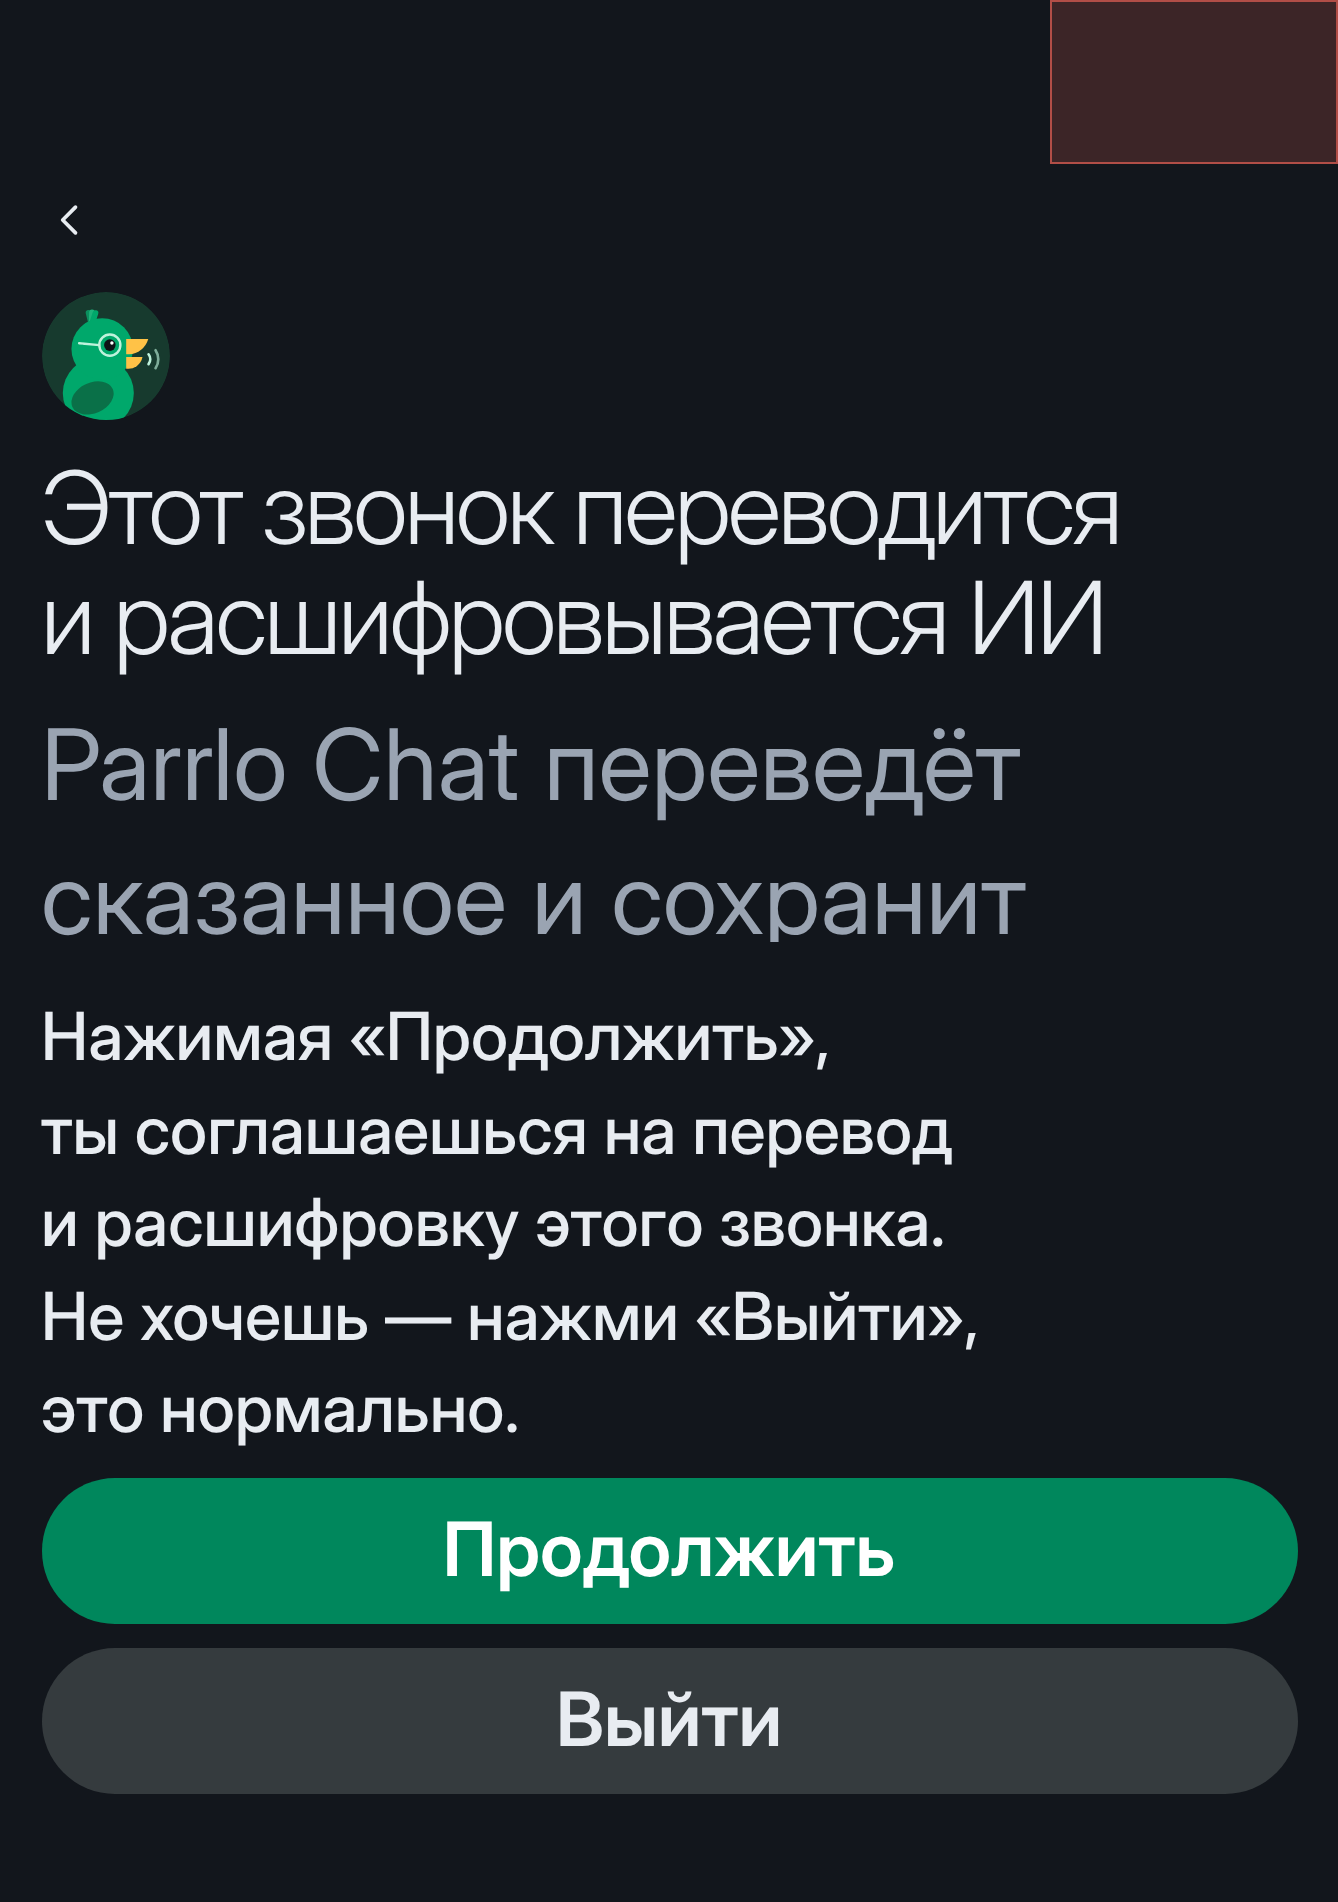 Этот звонок переводится
и расшифровывается ИИ
Parrlo Chat переведёт
сказанное и сохранит
Нажимая «Продолжить»,
ты соглашаешься на перевод
и расшифровку этого звонка.
Не хочешь — нажми «Выйти»,
это нормально.
Продолжить
Выйти